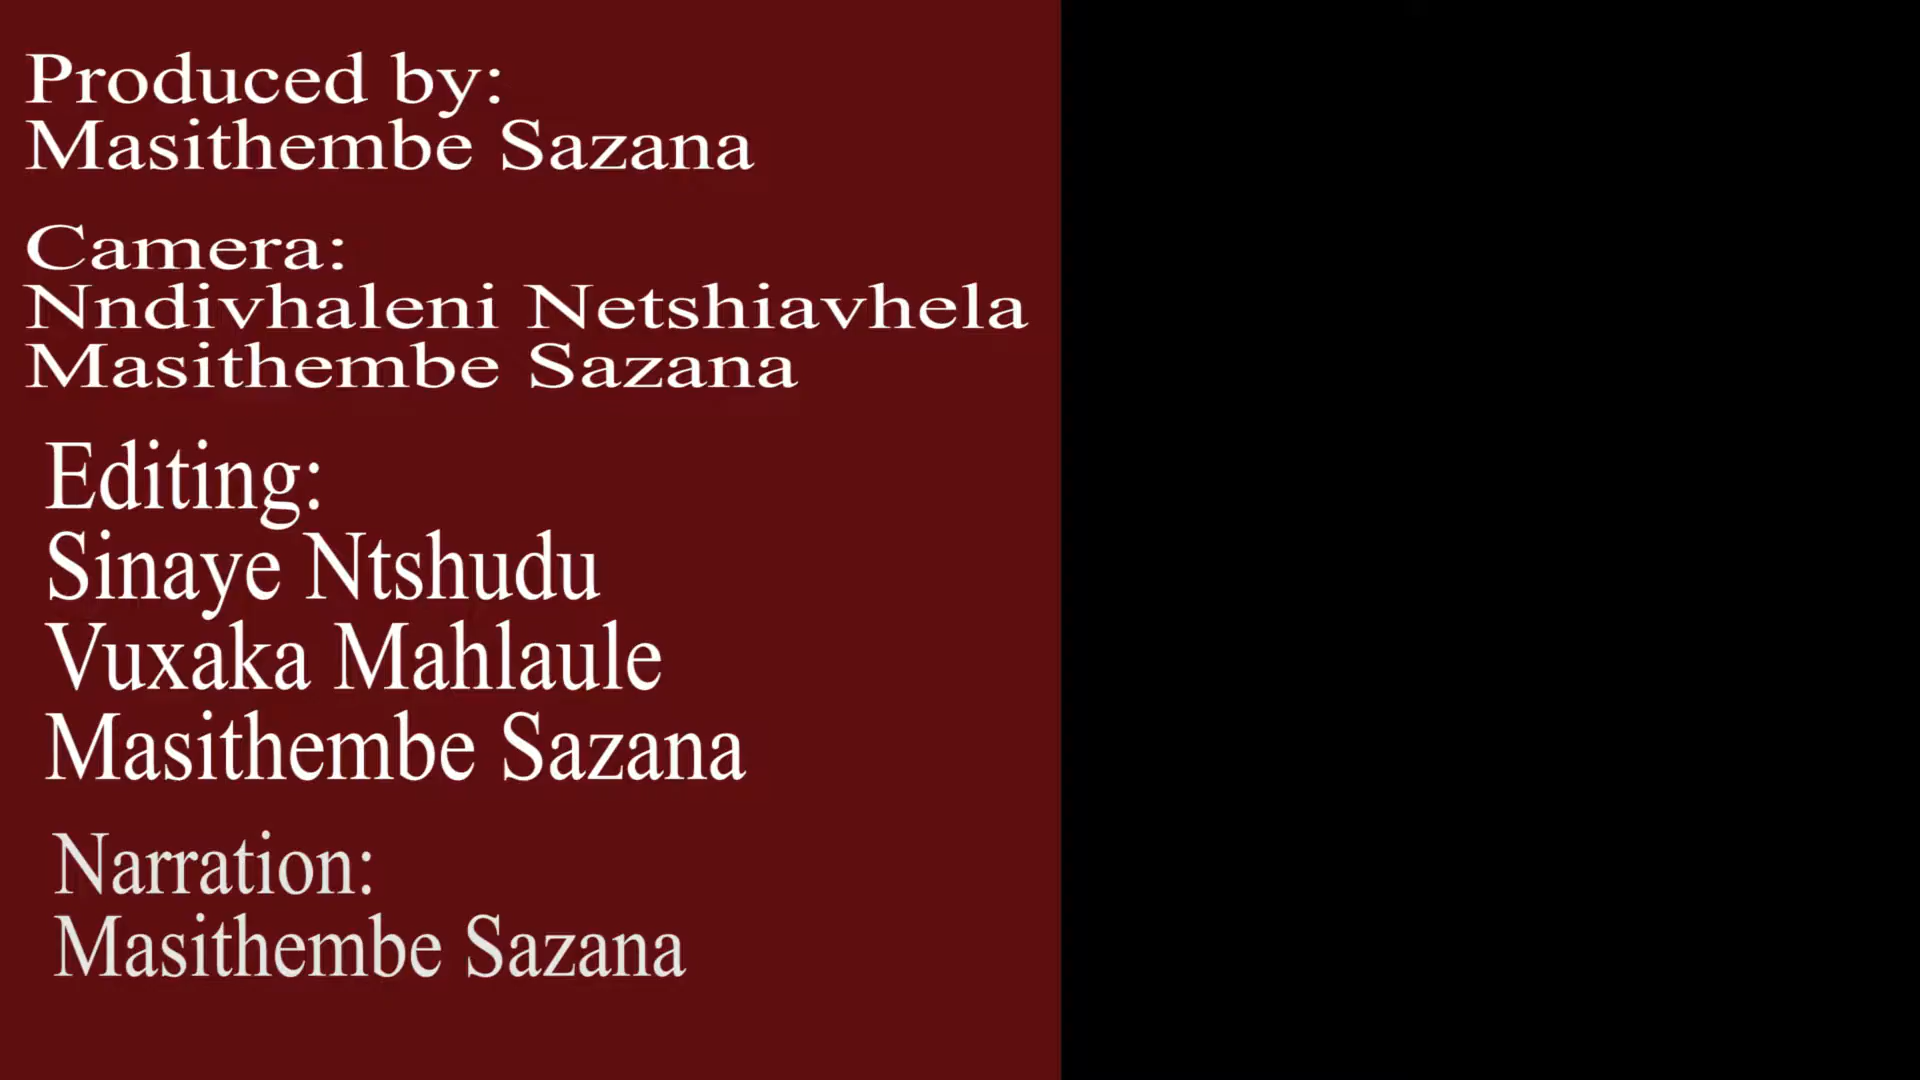 Produced by:
Masithembe Sazana
Camera:
Nndivhaleni Netshiavhela
Masithembe Sazana
Editing:
Sinaye Ntshudu
Vuxaka Mahlaule
Masithembe Sazana
Narration:
Masithembe Sazana